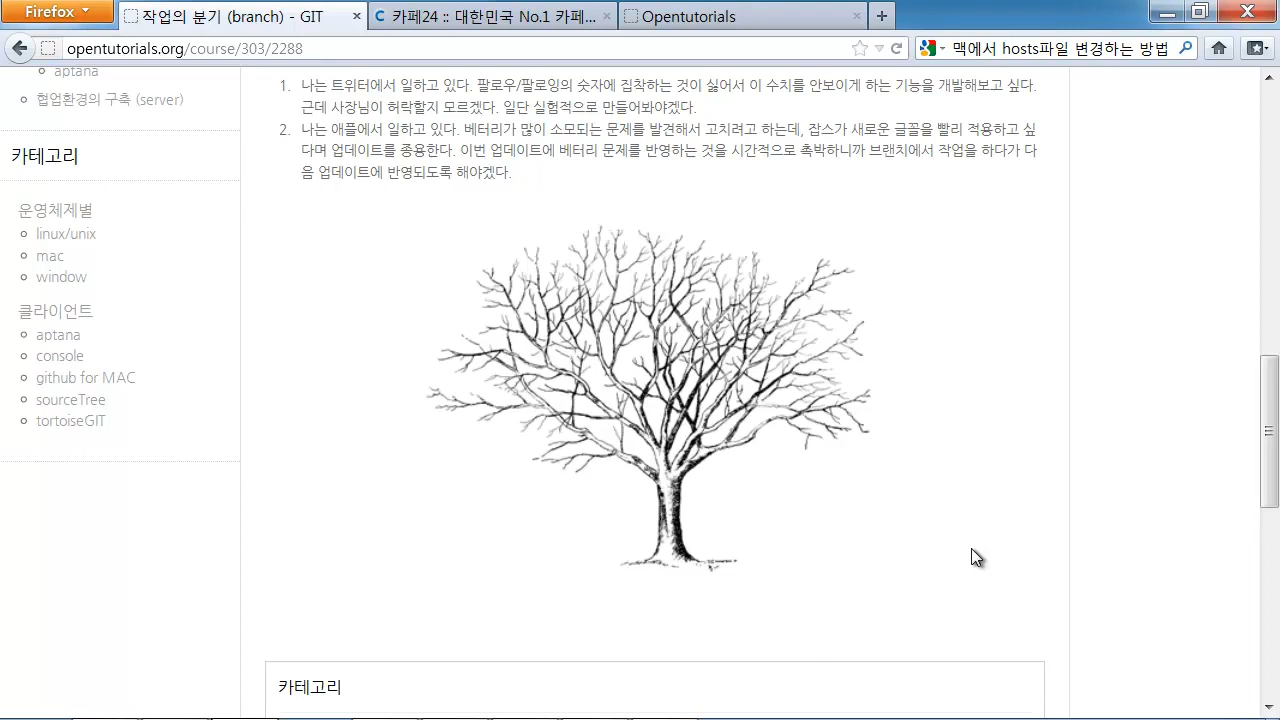 Firefox
작업의 분기 (branch) - GIT
카페24 :: 대한민국 No.1 카페...
Opentutorials
opentutorials.org/course/303/2288
맥에서 hosts파일 변경하는 방법
aptana
협업환경의 구축 (server)
카테고리
운영체제별
linux/unix
mac
window
클라이언트
aptana
console
github for MAC
sourceTree
tortoiseGIT
1. 나는 트위터에서 일하고 있다. 팔로우/팔로잉의 숫자에 집착하는 것이 싫어서 이 수치를 안보이게 하는 기능을 개발해보고 싶다.
근데 사장님이 허락할지 모르겠다. 일단 실험적으로 만들어봐야겠다.
2. 나는 애플에서 일하고 있다. 베터리가 많이 소모되는 문제를 발견해서 고치려고 하는데, 잡스가 새로운 글꼴을 빨리 적용하고 싶
다며 업데이트를 종용한다. 이번 업데이트에 베터리 문제를 반영하는 것을 시간적으로 촉박하니까 브랜치에서 작업을 하다가 다
음 업데이트에 반영되도록 해야겠다.
카테고리